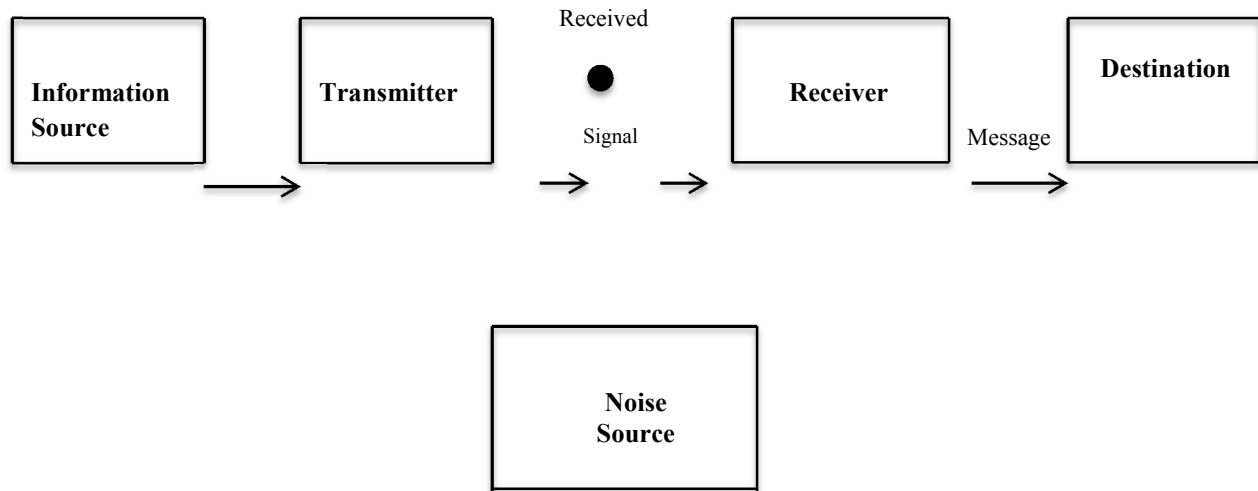 Information
Source
Transmitter
Received
Signal
Receiver
Message
Destination
Noise
Source